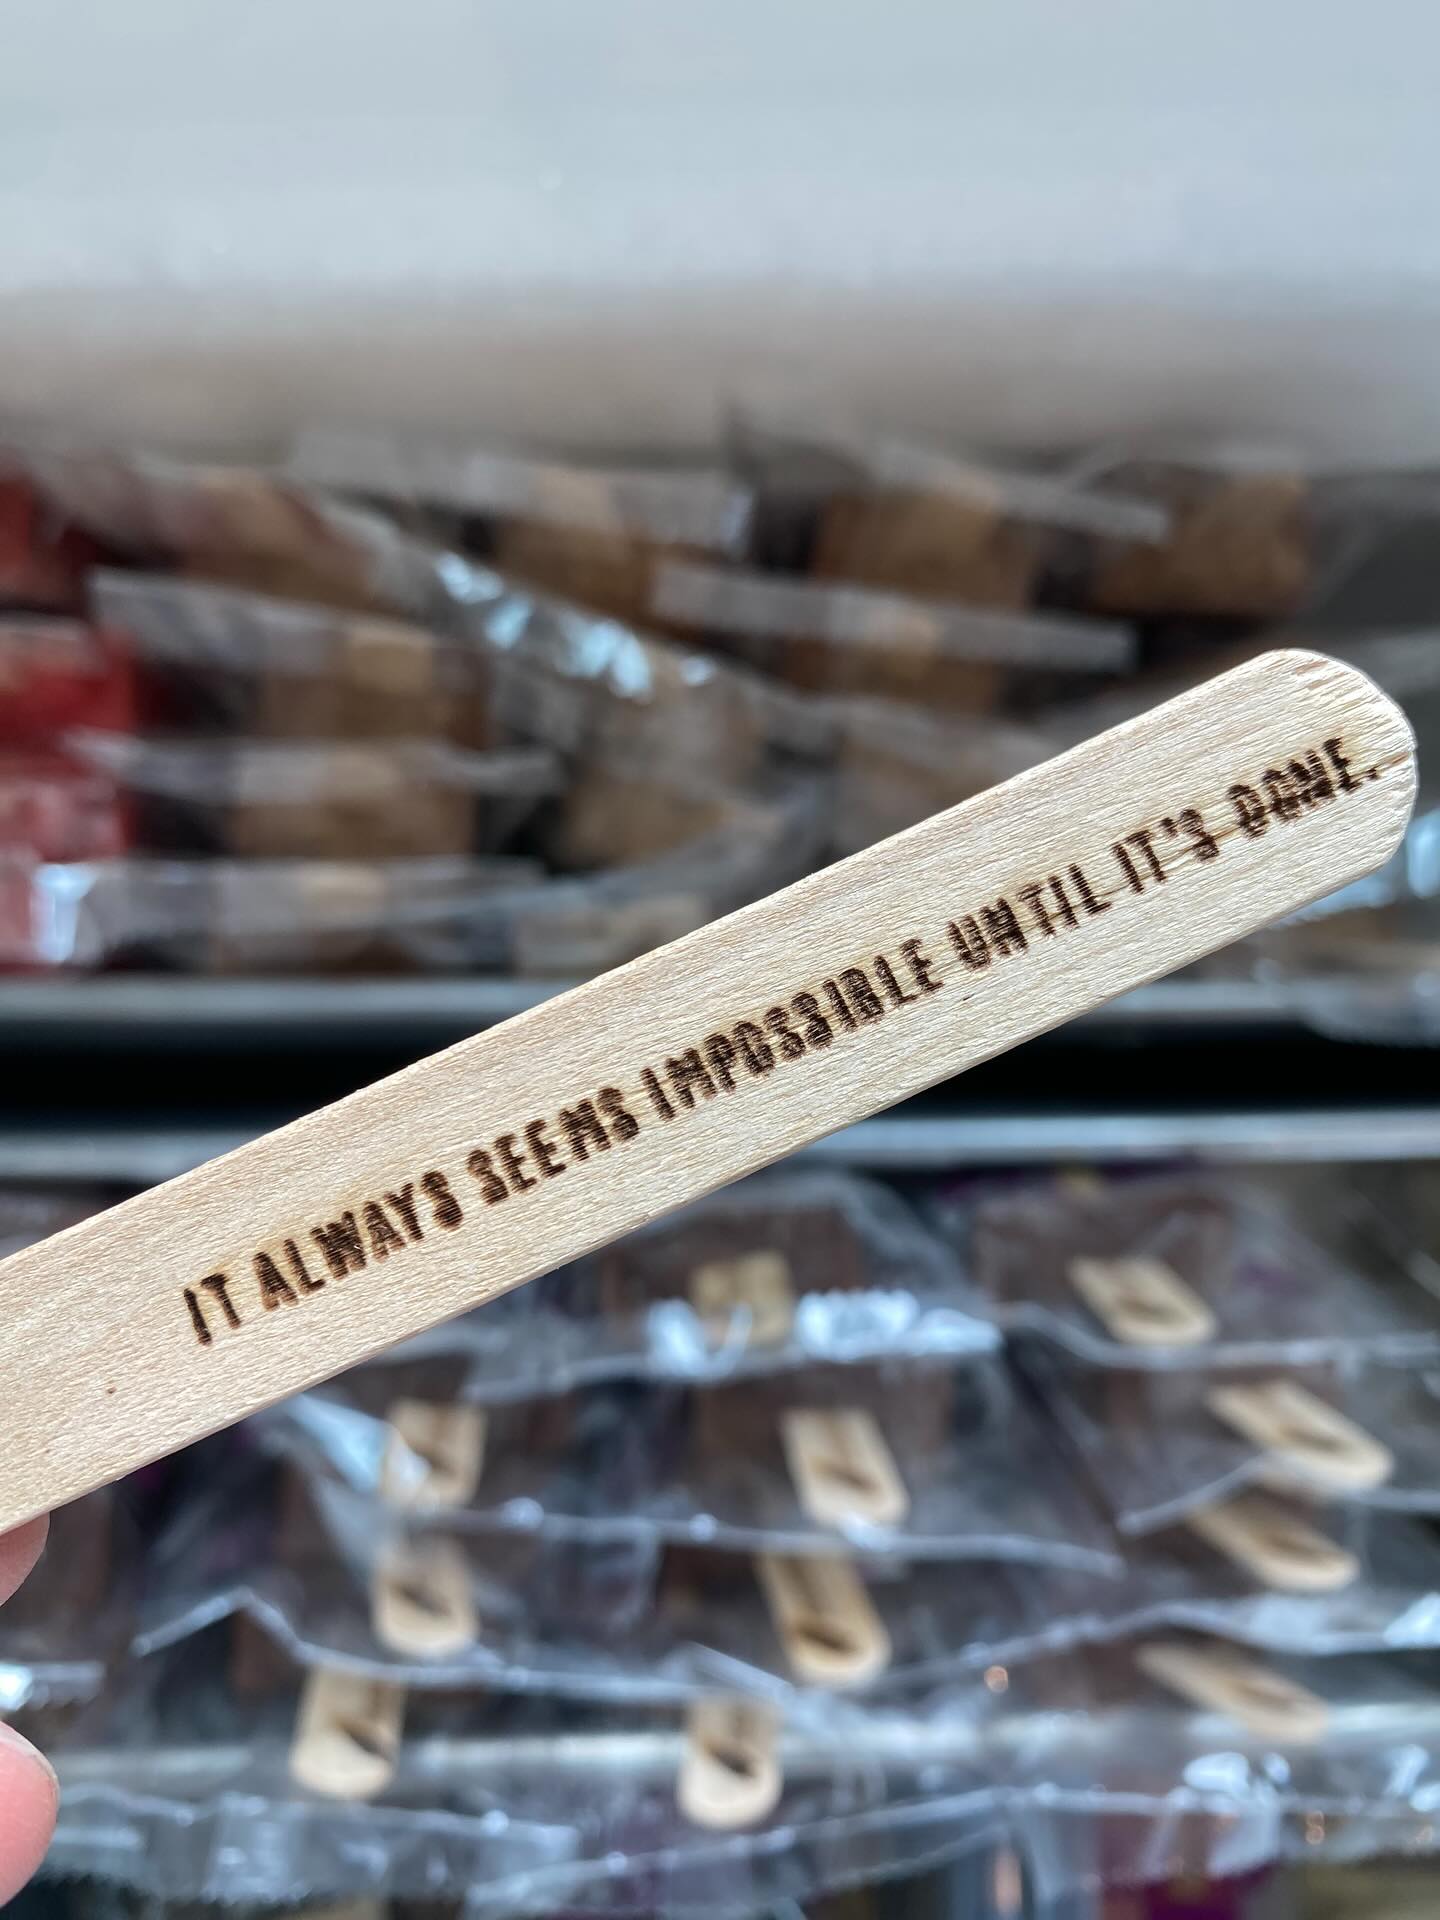 IT ALWAYS SEEMS IMPOSSIBLE UNTIL IT'S DONE.